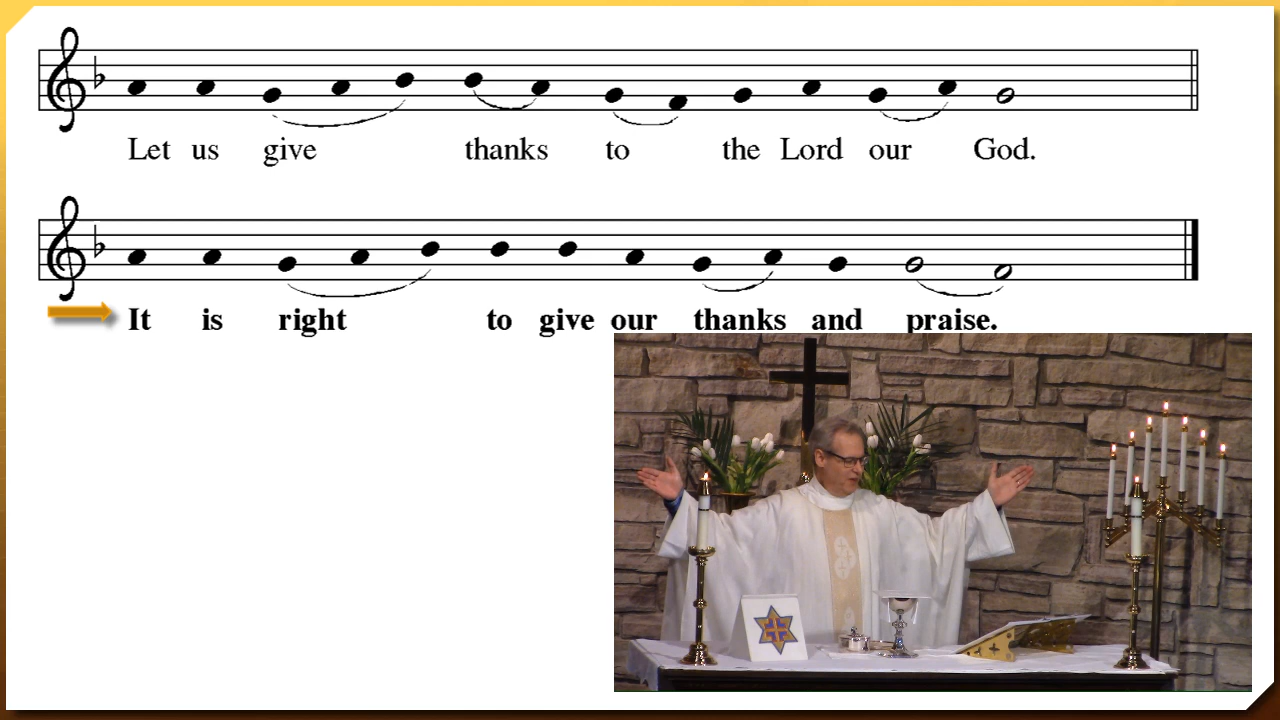 Let us give thanks to the Lord our God.
It is right to give our thanks and praise.